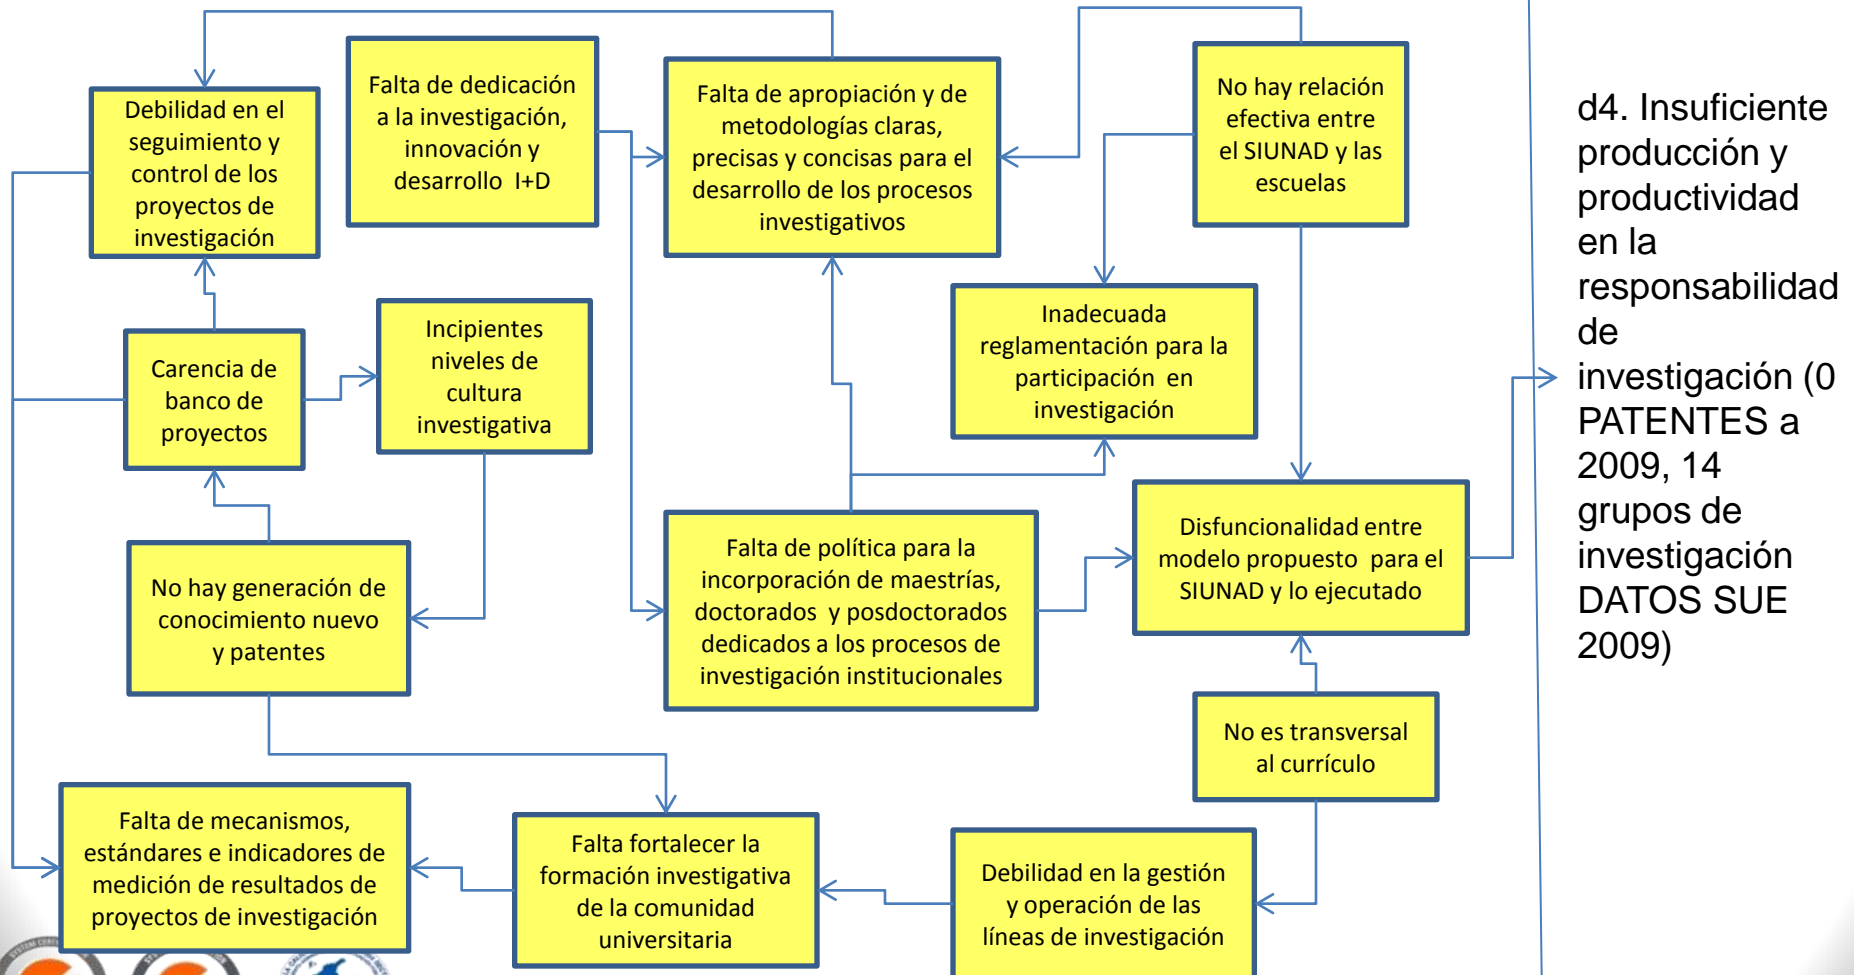 Debilidad en el
seguimiento y
control de los
proyectos de
investigación
Falta de dedicación
a la investigación,
innovación y
desarrollo I+D
Falta de apropiación y de
metodologías claras,
precisas y concisas para el
desarrollo de los procesos
investigativos
No hay relación
efectiva entre
el SIUNAD y las
escuelas
Carencia de
banco de
proyectos
Incipientes
niveles de
cultura
investigativa
Inadecuada
reglamentación para la
participación en
investigación
No hay generación de
conocimiento nuevo
y patentes
Falta de política para la
incorporación de maestrías,
doctorados y posdoctorados
dedicados a los procesos de
investigación institucionales
Disfuncionalidad entre
modelo propuesto para el
SIUNAD y lo ejecutado
No es transversal
al currículo
Falta de mecanismos,
estándares e indicadores de
medición de resultados de
proyectos de investigación
Falta fortalecer la
formación investigativa
de la comunidad
universitaria
Debilidad en la gestión
y operación de las
líneas de investigación
d4. Insuficiente
producción y
productividad
en la
responsabilidad
de
investigación (0
PATENTES a
2009, 14
grupos de
investigación
DATOS SUE
2009)